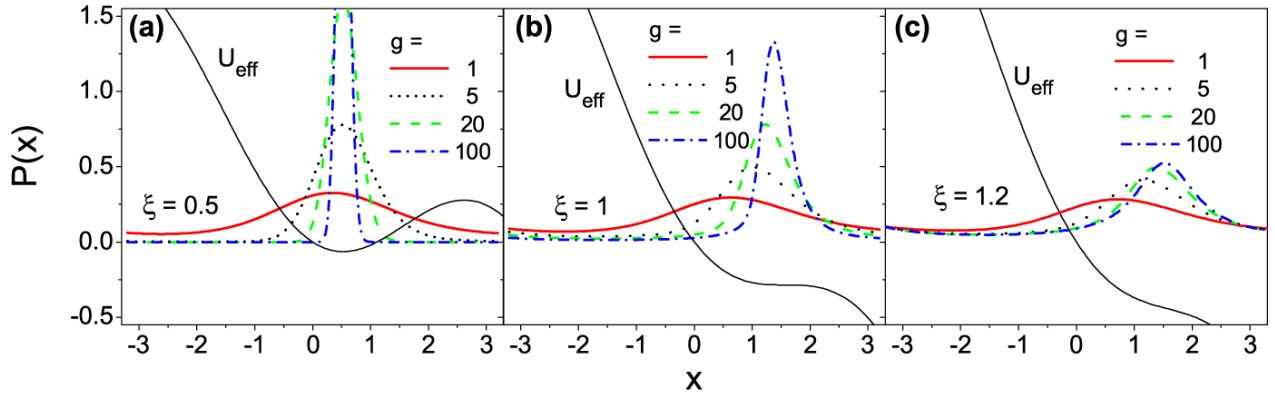 P(x)
1.5
1.0
0.5
0.0
-0.5
(a)
g =
U_eff
1
5
20
100
ξ = 0.5
-3 -2 -1 0 1 2 3
(b)
g =
U_eff
1
5
20
100
ξ = 1
-3 -2 -1 0 1 2 3
(c)
g =
U_eff
1
5
20
100
ξ = 1.2
-3 -2 -1 0 1 2 3
x